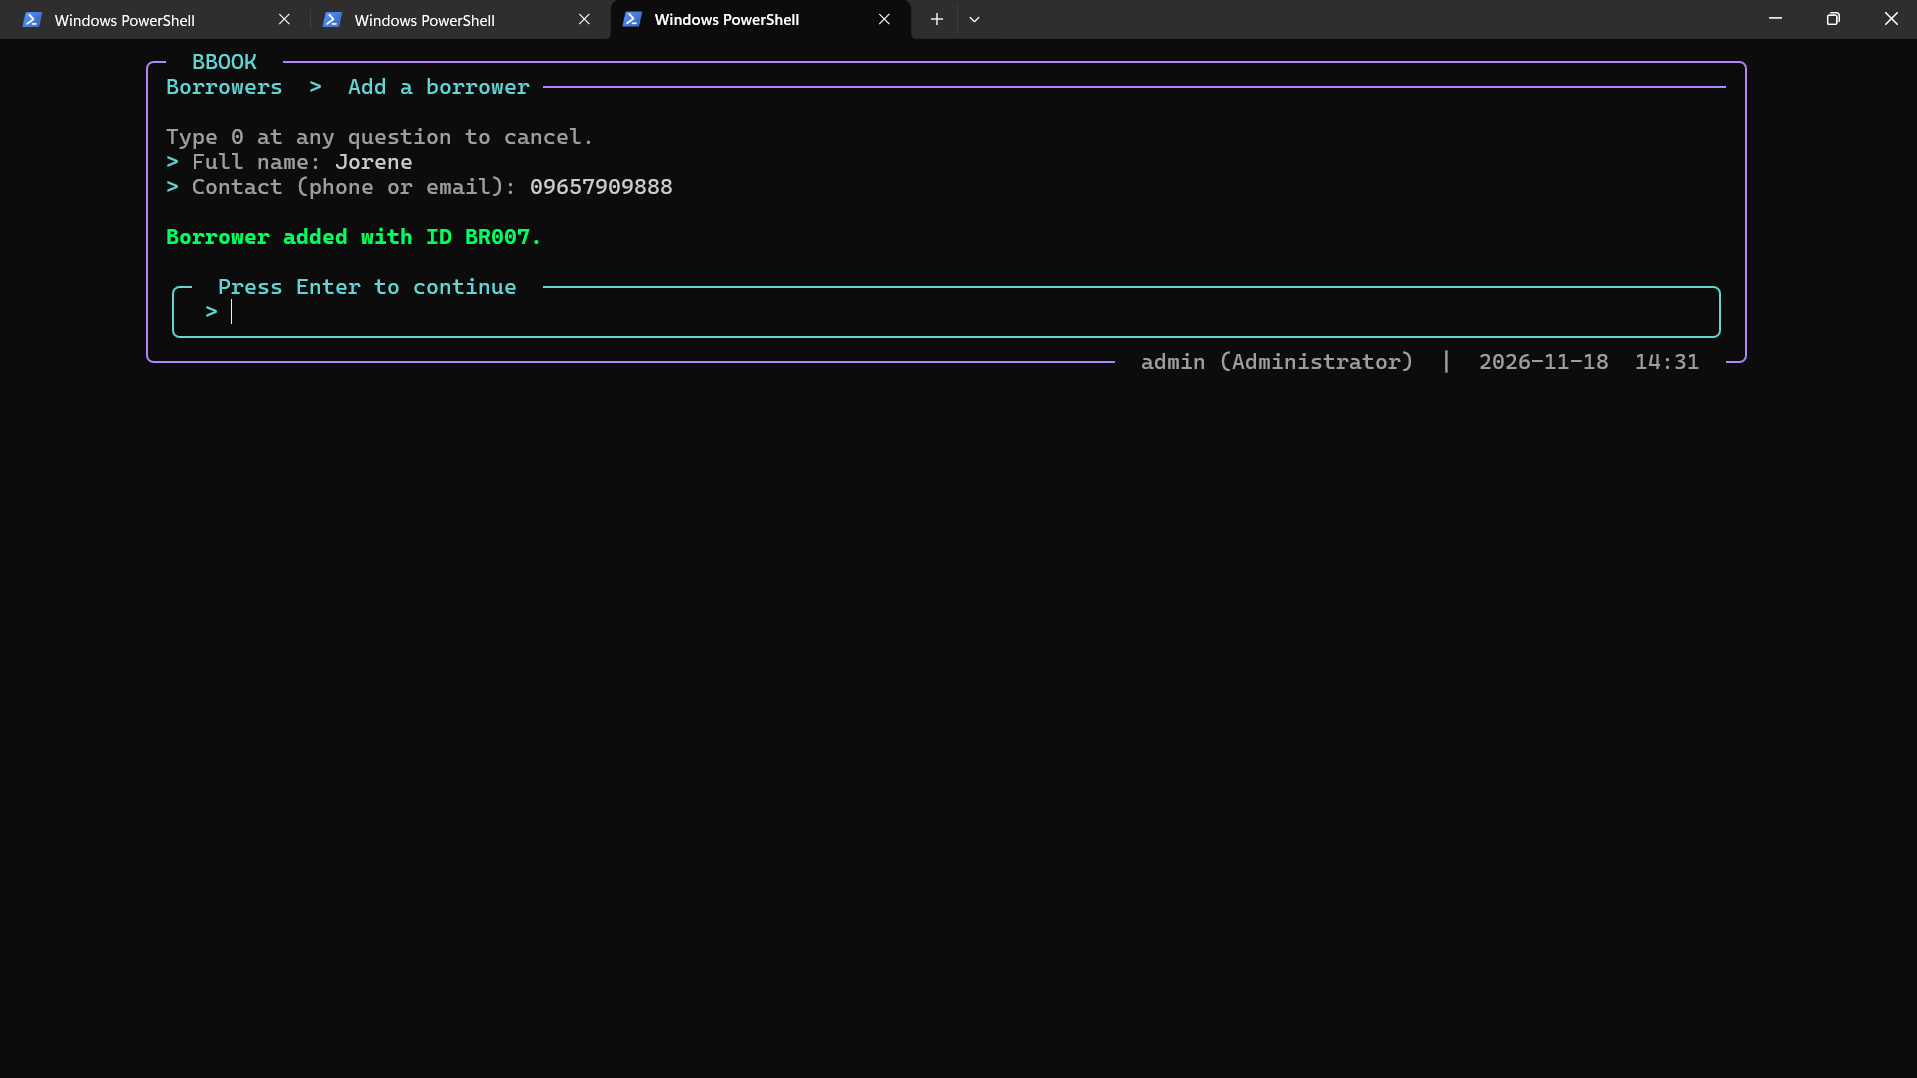 Windows PowerShell
Windows PowerShell
Windows PowerShell
BBOOK
Borrowers > Add a borrower
Type 0 at any question to cancel.
> Full name: Jorene
> Contact (phone or email): 09657909888
Borrower added with ID BR007.
Press Enter to continue
>
admin (Administrator) | 2026-11-18 14:31